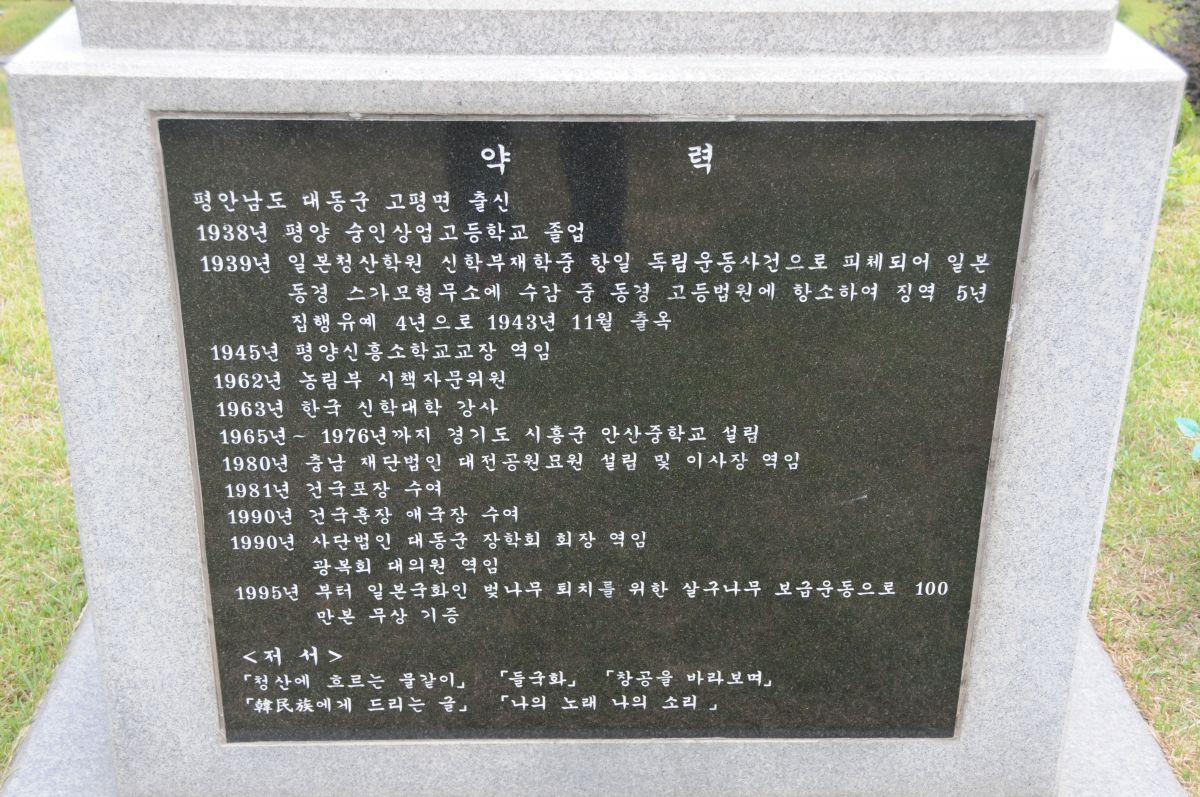 약 력
평안남도 대동군 고평면 출신
1938년 평양 숭인상업고등학교 졸업
1939년 일본청산학원 신학부재학중 항일 독립운동사건으로 피체되어 일본
동경 스가모형무소에 수감 중 동경 고등법원에 항소하여 징역 5년
집행유예 4년으로 1943년 11월 출옥
1945년 평양신흥소학교교장 역임
1962년 농림부 시책자문위원
1963년 한국 신학대학 강사
1965년~ 1976년까지 경기도 시흥군 안산중학교 설립
1980년 충남 재단법인 대전공원묘원 설립 및 이사장 역임
1981년 건국포장 수여
1990년 건국훈장 애국장 수여
1990년 사단법인 대동군 장학회 회장 역임
광복회 대의원 역임
1995년 부터 일본국화인 벚나무 퇴치를 위한 살구나무 보급운동으로 100
만본 무상 기증
<저 서>
「청산에 흐르는 물같이」 「들국화」 「창공을 바라보며」
「韓民族에게 드리는 글」 「나의 노래 나의 소리」